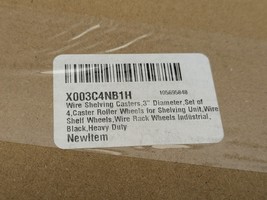 X003C4NB1H
Wire Shelving Casters,3" Diameter,Set of
4,Caster Roller Wheels for Shelving Unit,Wire
Shelf Wheels,Wire Rack Wheels Industrial,
Black,Heavy Duty
NewItem